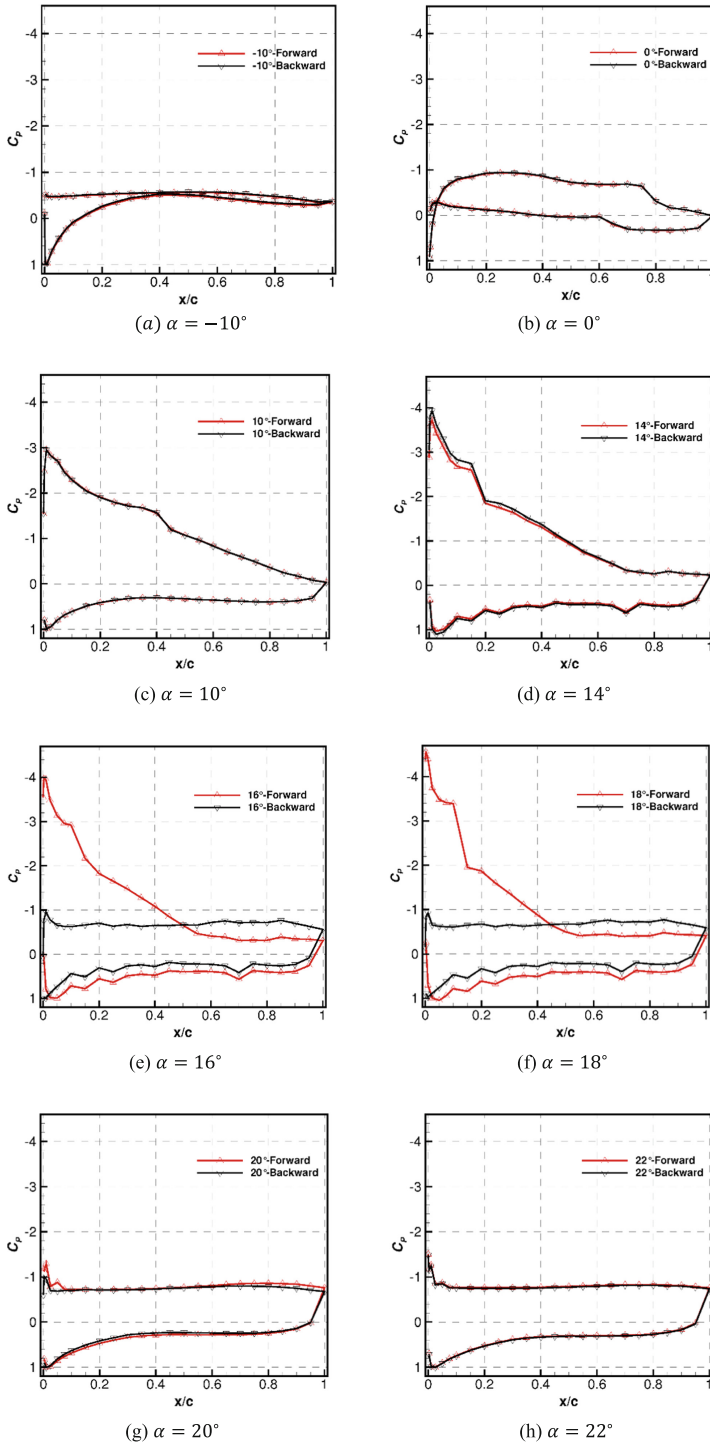 -4
-10°-Forward
-10°-Backward
-3
-2
C_P
-1
0
1
0 0.2 0.4 0.6 0.8 1
x/c
(a) α = −10°
-4
0°-Forward
0°-Backward
-3
-2
C_P
-1
0
1
0 0.2 0.4 0.6 0.8 1
x/c
(b) α = 0°
-4
10°-Forward
10°-Backward
-3
-2
C_P
-1
0
1
0 0.2 0.4 0.6 0.8 1
x/c
(c) α = 10°
-4
14°-Forward
14°-Backward
-3
-2
C_P
-1
0
1
0 0.2 0.4 0.6 0.8 1
x/c
(d) α = 14°
-4
16°-Forward
16°-Backward
-3
-2
C_P
-1
0
1
0 0.2 0.4 0.6 0.8 1
x/c
(e) α = 16°
-4
18°-Forward
18°-Backward
-3
-2
C_P
-1
0
1
0 0.2 0.4 0.6 0.8 1
x/c
(f) α = 18°
-4
20°-Forward
20°-Backward
-3
-2
C_P
-1
0
1
0 0.2 0.4 0.6 0.8 1
x/c
(g) α = 20°
-4
22°-Forward
22°-Backward
-3
-2
C_P
-1
0
1
0 0.2 0.4 0.6 0.8 1
x/c
(h) α = 22°